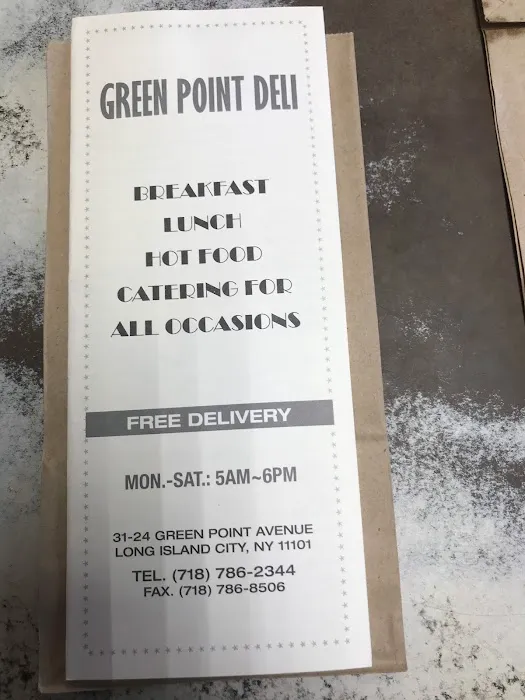 GREEN POINT DELI
BREAKFAST
LUNCH
HOT FOOD
CATERING FOR
ALL OCCASIONS
FREE DELIVERY
MON.-SAT.: 5AM~6PM
31-24 GREEN POINT AVENUE
LONG ISLAND CITY, NY 11101
TEL. (718) 786-2344
FAX. (718) 786-8506